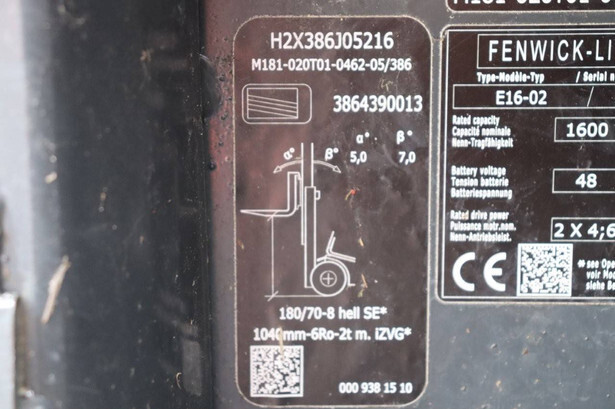 H2X386J05216
M181-020T01-0462-05/386
3864390013
α° β°
5,0 7,0
α° β°
180/70-8 hell SE*
1040mm-6Ro-2t m. iZVG*
000 938 15 10
FENWICK-LI
Type-Modèle-Typ / Serial
E16-02 /
Rated capacity
Capacité nominale
Nenn-Tragfähigkeit
1600
Battery voltage
Tension batterie
Batteriespannung
48
Rated drive power
Puissance motr.nom.
Nenn-Antriebsleist.
2 X 4;6
CE
*see Ope
voir Mod
siehe Be